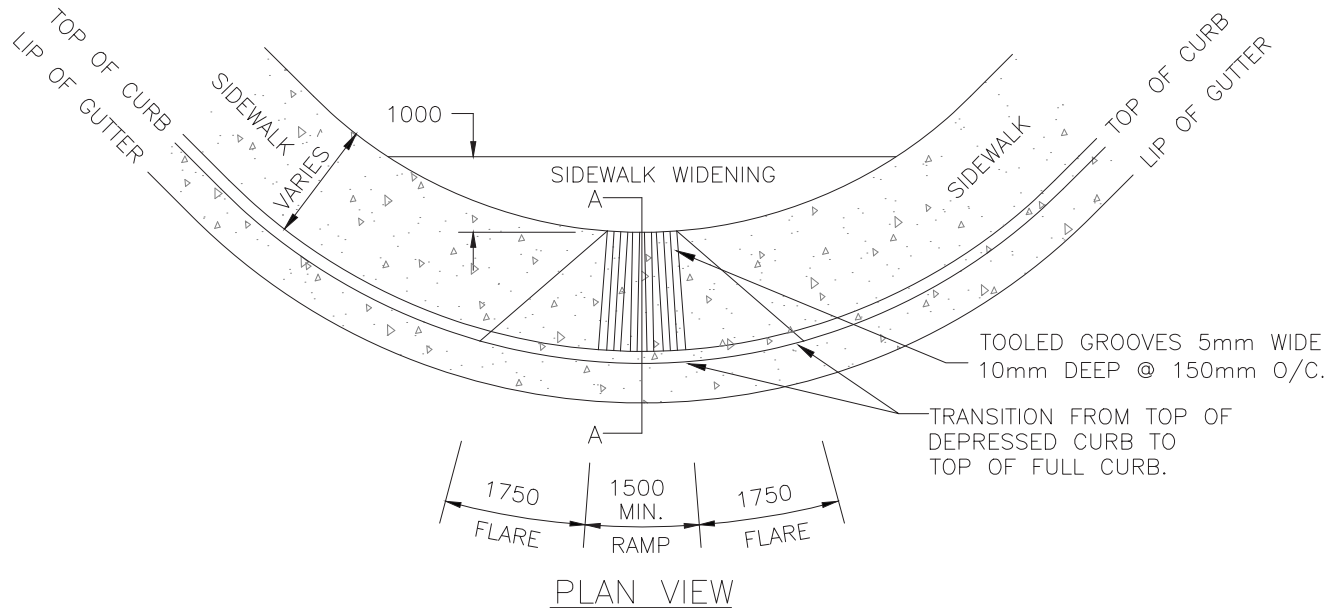 TOP OF CURB
LIP OF GUTTER
SIDEWALK
VARIES
1000
SIDEWALK WIDENING
A
SIDEWALK
TOP OF CURB
LIP OF GUTTER
TOOLED GROOVES 5mm WIDE
10mm DEEP @ 150mm O/C.
TRANSITION FROM TOP OF
DEPRESSED CURB TO
TOP OF FULL CURB.
A
1750
FLARE
1500
MIN.
RAMP
1750
FLARE
PLAN VIEW